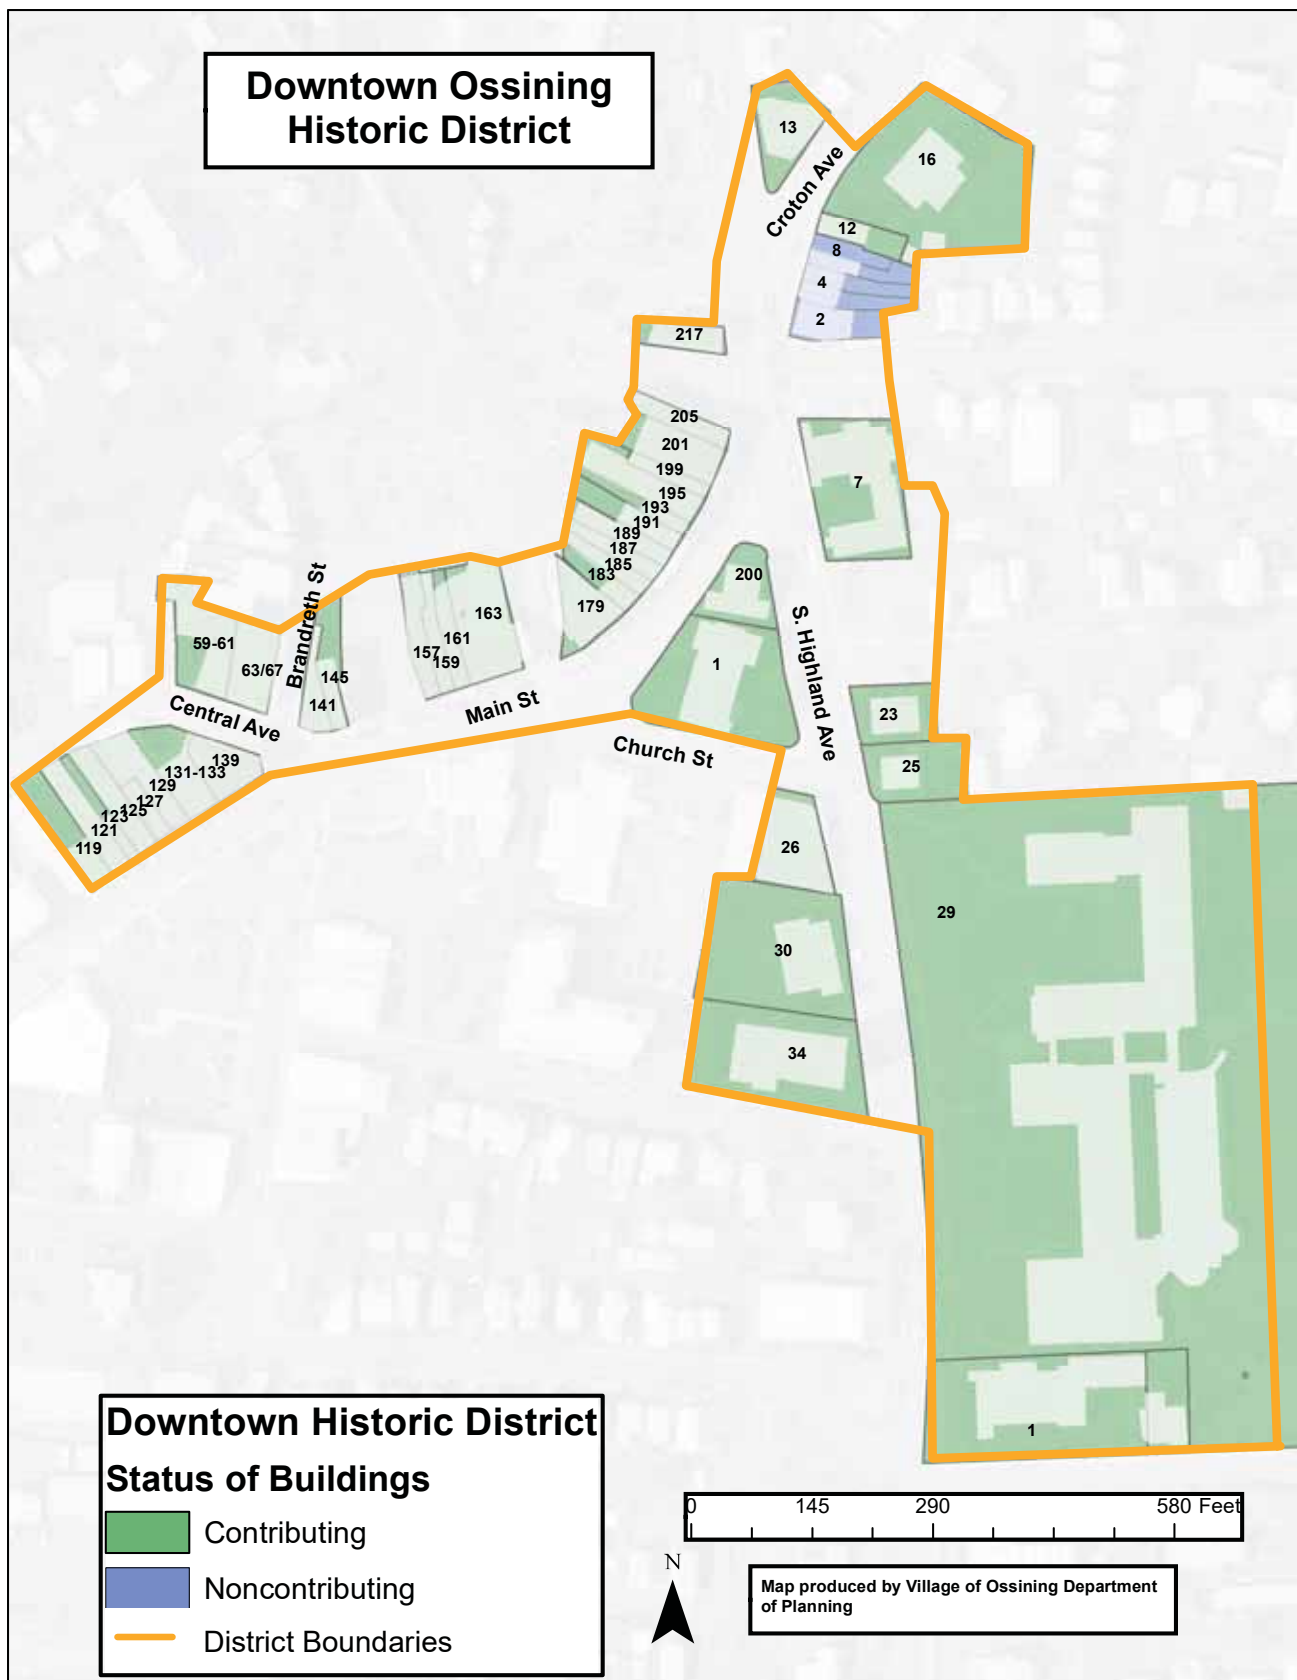 Downtown Ossining
Historic District
13
Croton Ave
16
12
8
4
2
217
205
201
199
195
193
191
189
187
185
183
179
7
200
1
S. Highland Ave
163
161
157
159
Brandreth St
59-61
63/67
145
141
Central Ave
Main St
Church St
23
25
139
131-133
129
127
125
123
121
119
26
29
30
34
1
Downtown Historic District
Status of Buildings
Contributing
Noncontributing
District Boundaries
0 145 290 580 Feet
N
Map produced by Village of Ossining Department
of Planning